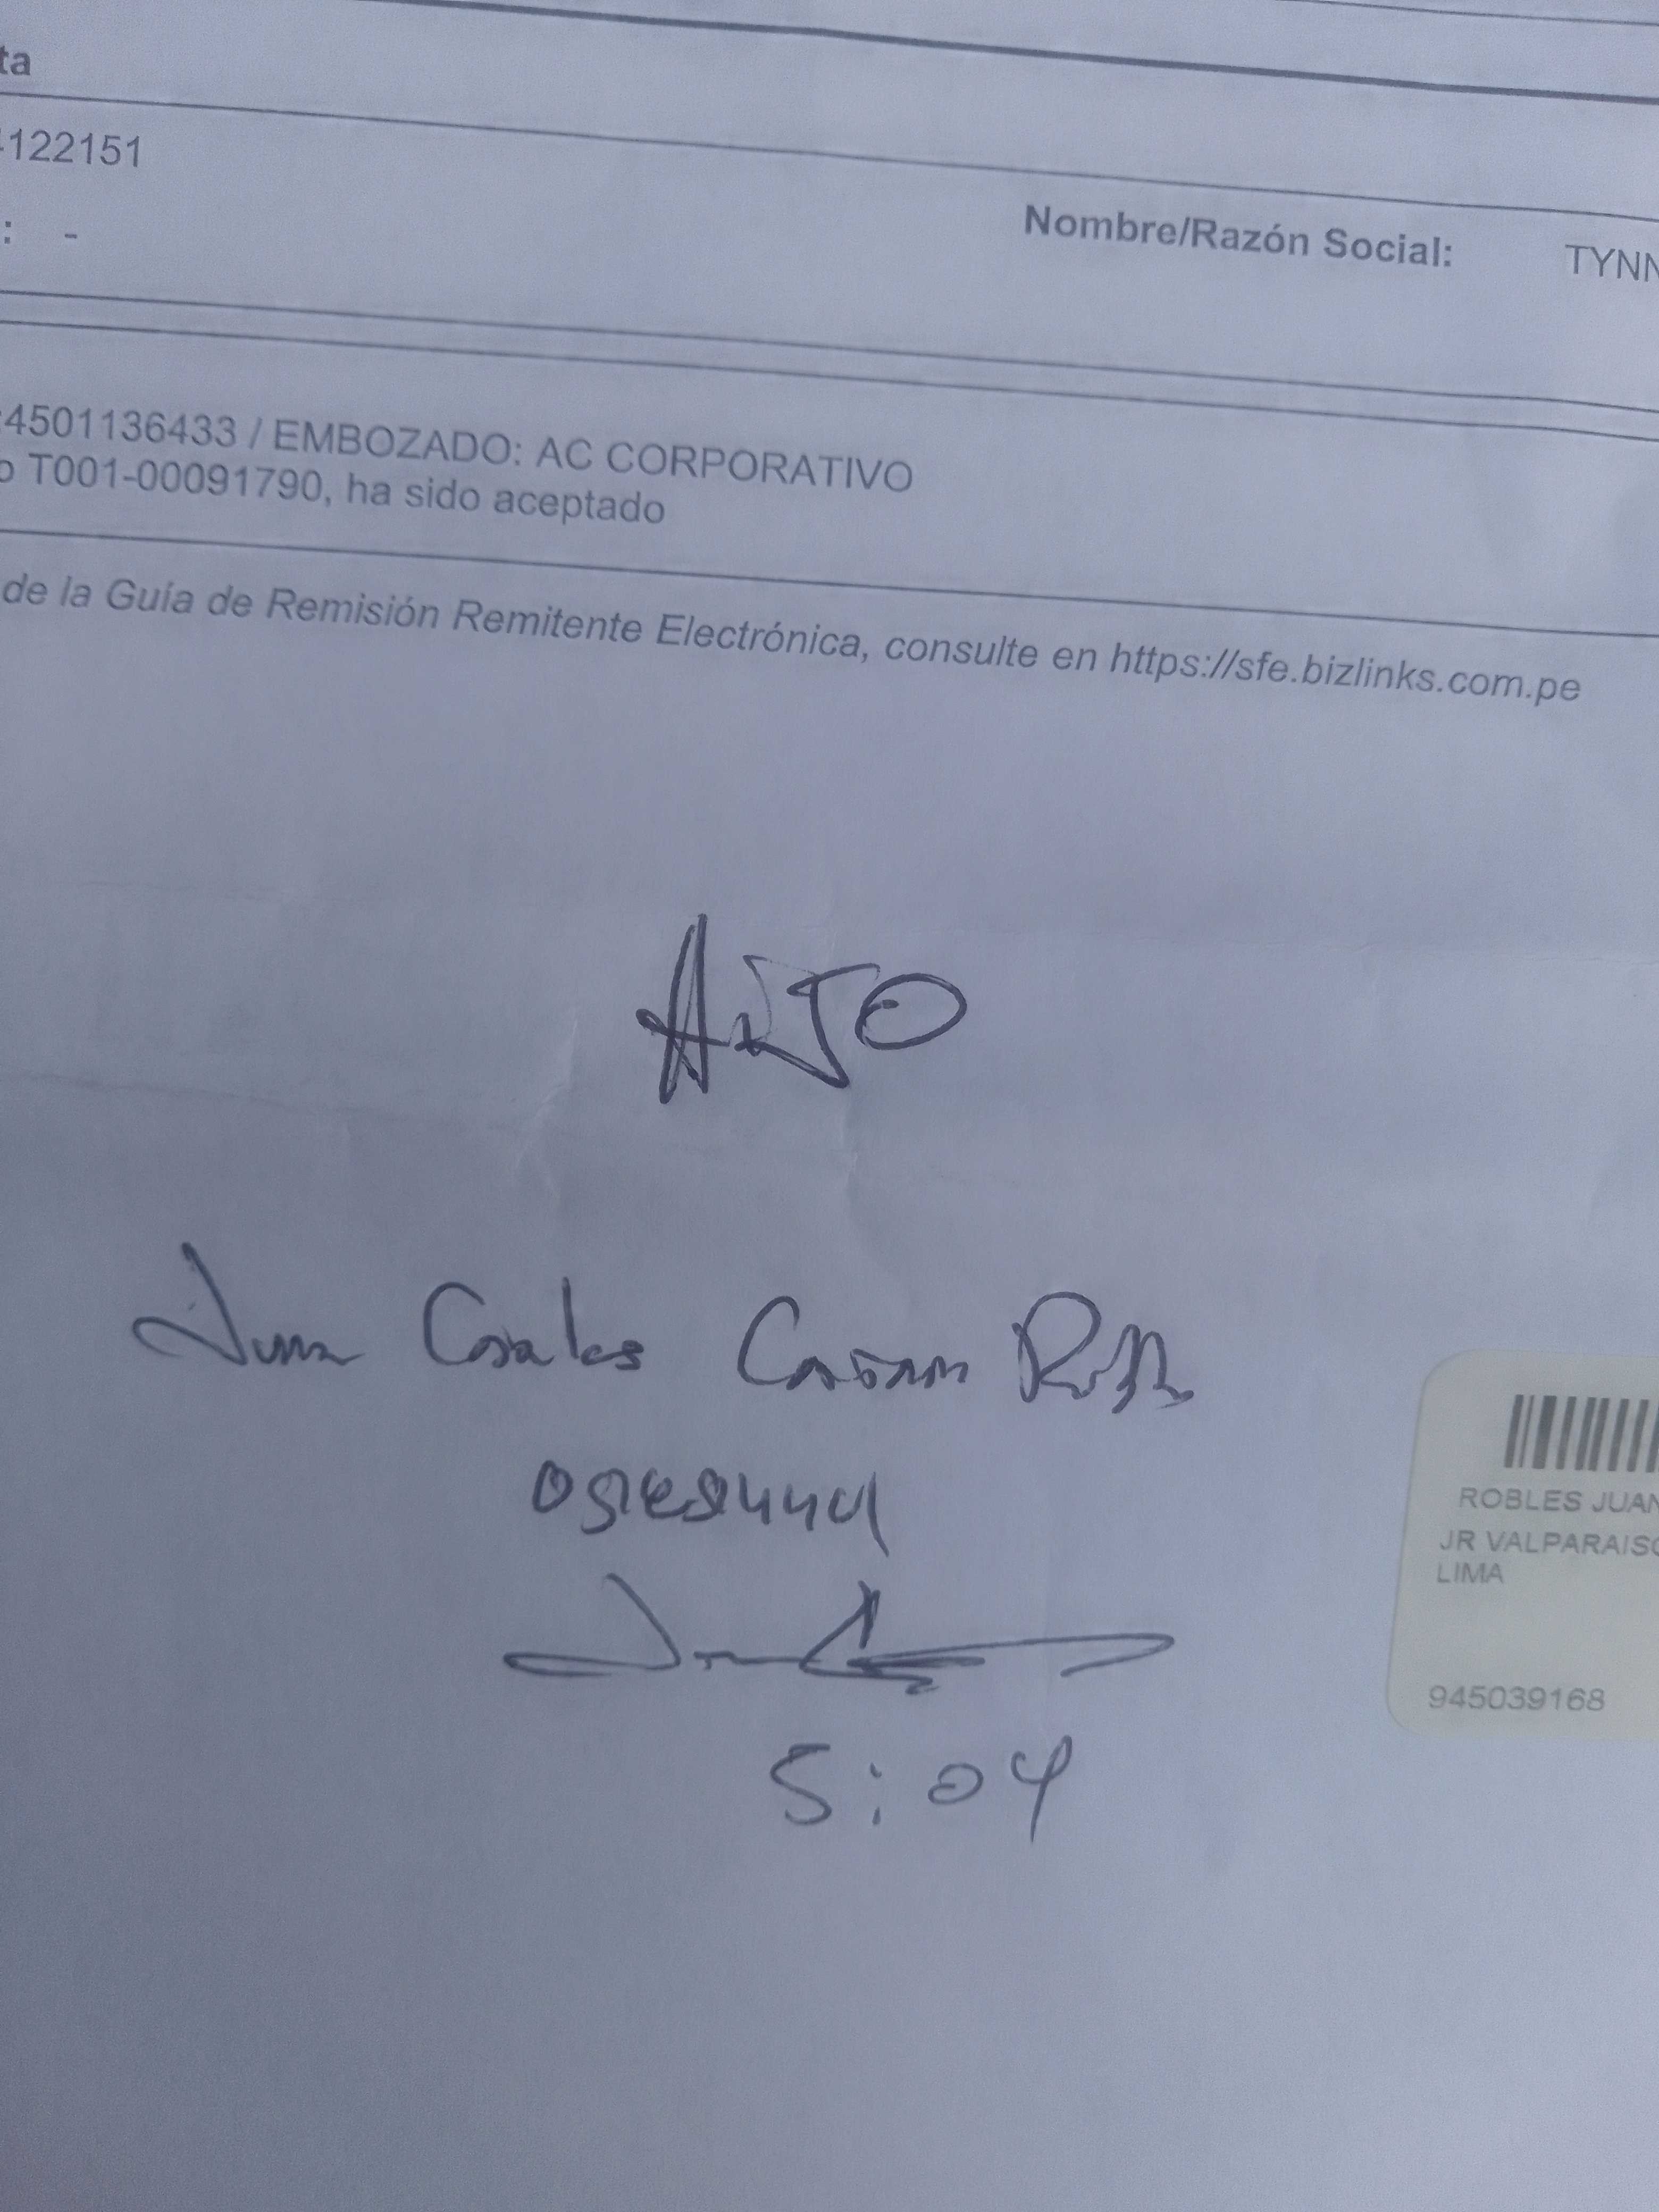 ta
122151
Nombre/Razón Social: TYNN
: -
:4501136433 / EMBOZADO: AC CORPORATIVO
o T001-00091790, ha sido aceptado
de la Guía de Remisión Remitente Electrónica, consulte en https://sfe.bizlinks.com.pe
Juan
5:04
ROBLES JUAN
JR VALPARAISO
LIMA
945039168